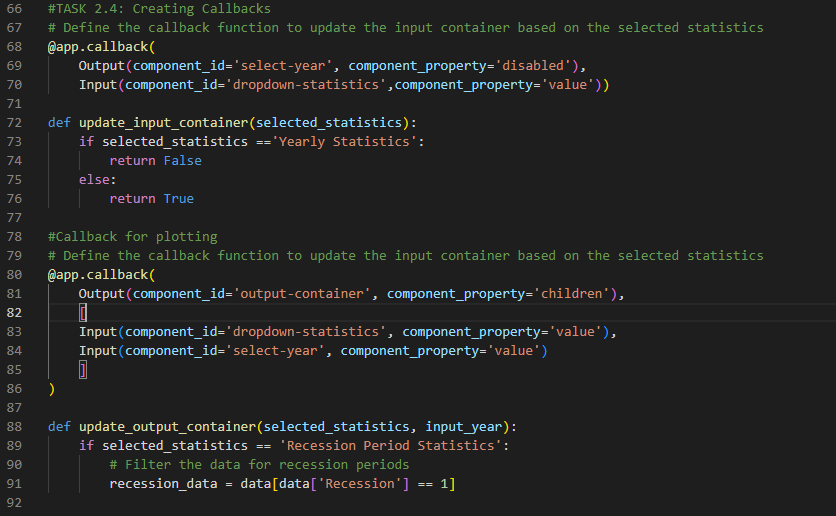 66 #TASK 2.4: Creating Callbacks
67 # Define the callback function to update the input container based on the selected statistics
68 @app.callback(
69     Output(component_id='select-year', component_property='disabled'),
70     Input(component_id='dropdown-statistics',component_property='value'))
71
72 def update_input_container(selected_statistics):
73     if selected_statistics =='Yearly Statistics':
74         return False
75     else:
76         return True
77
78 #Callback for plotting
79 # Define the callback function to update the input container based on the selected statistics
80 @app.callback(
81     Output(component_id='output-container', component_property='children'),
82     [
83     Input(component_id='dropdown-statistics', component_property='value'),
84     Input(component_id='select-year', component_property='value')
85     ]
86 )
87
88 def update_output_container(selected_statistics, input_year):
89     if selected_statistics == 'Recession Period Statistics':
90         # Filter the data for recession periods
91         recession_data = data[data['Recession'] == 1]
92